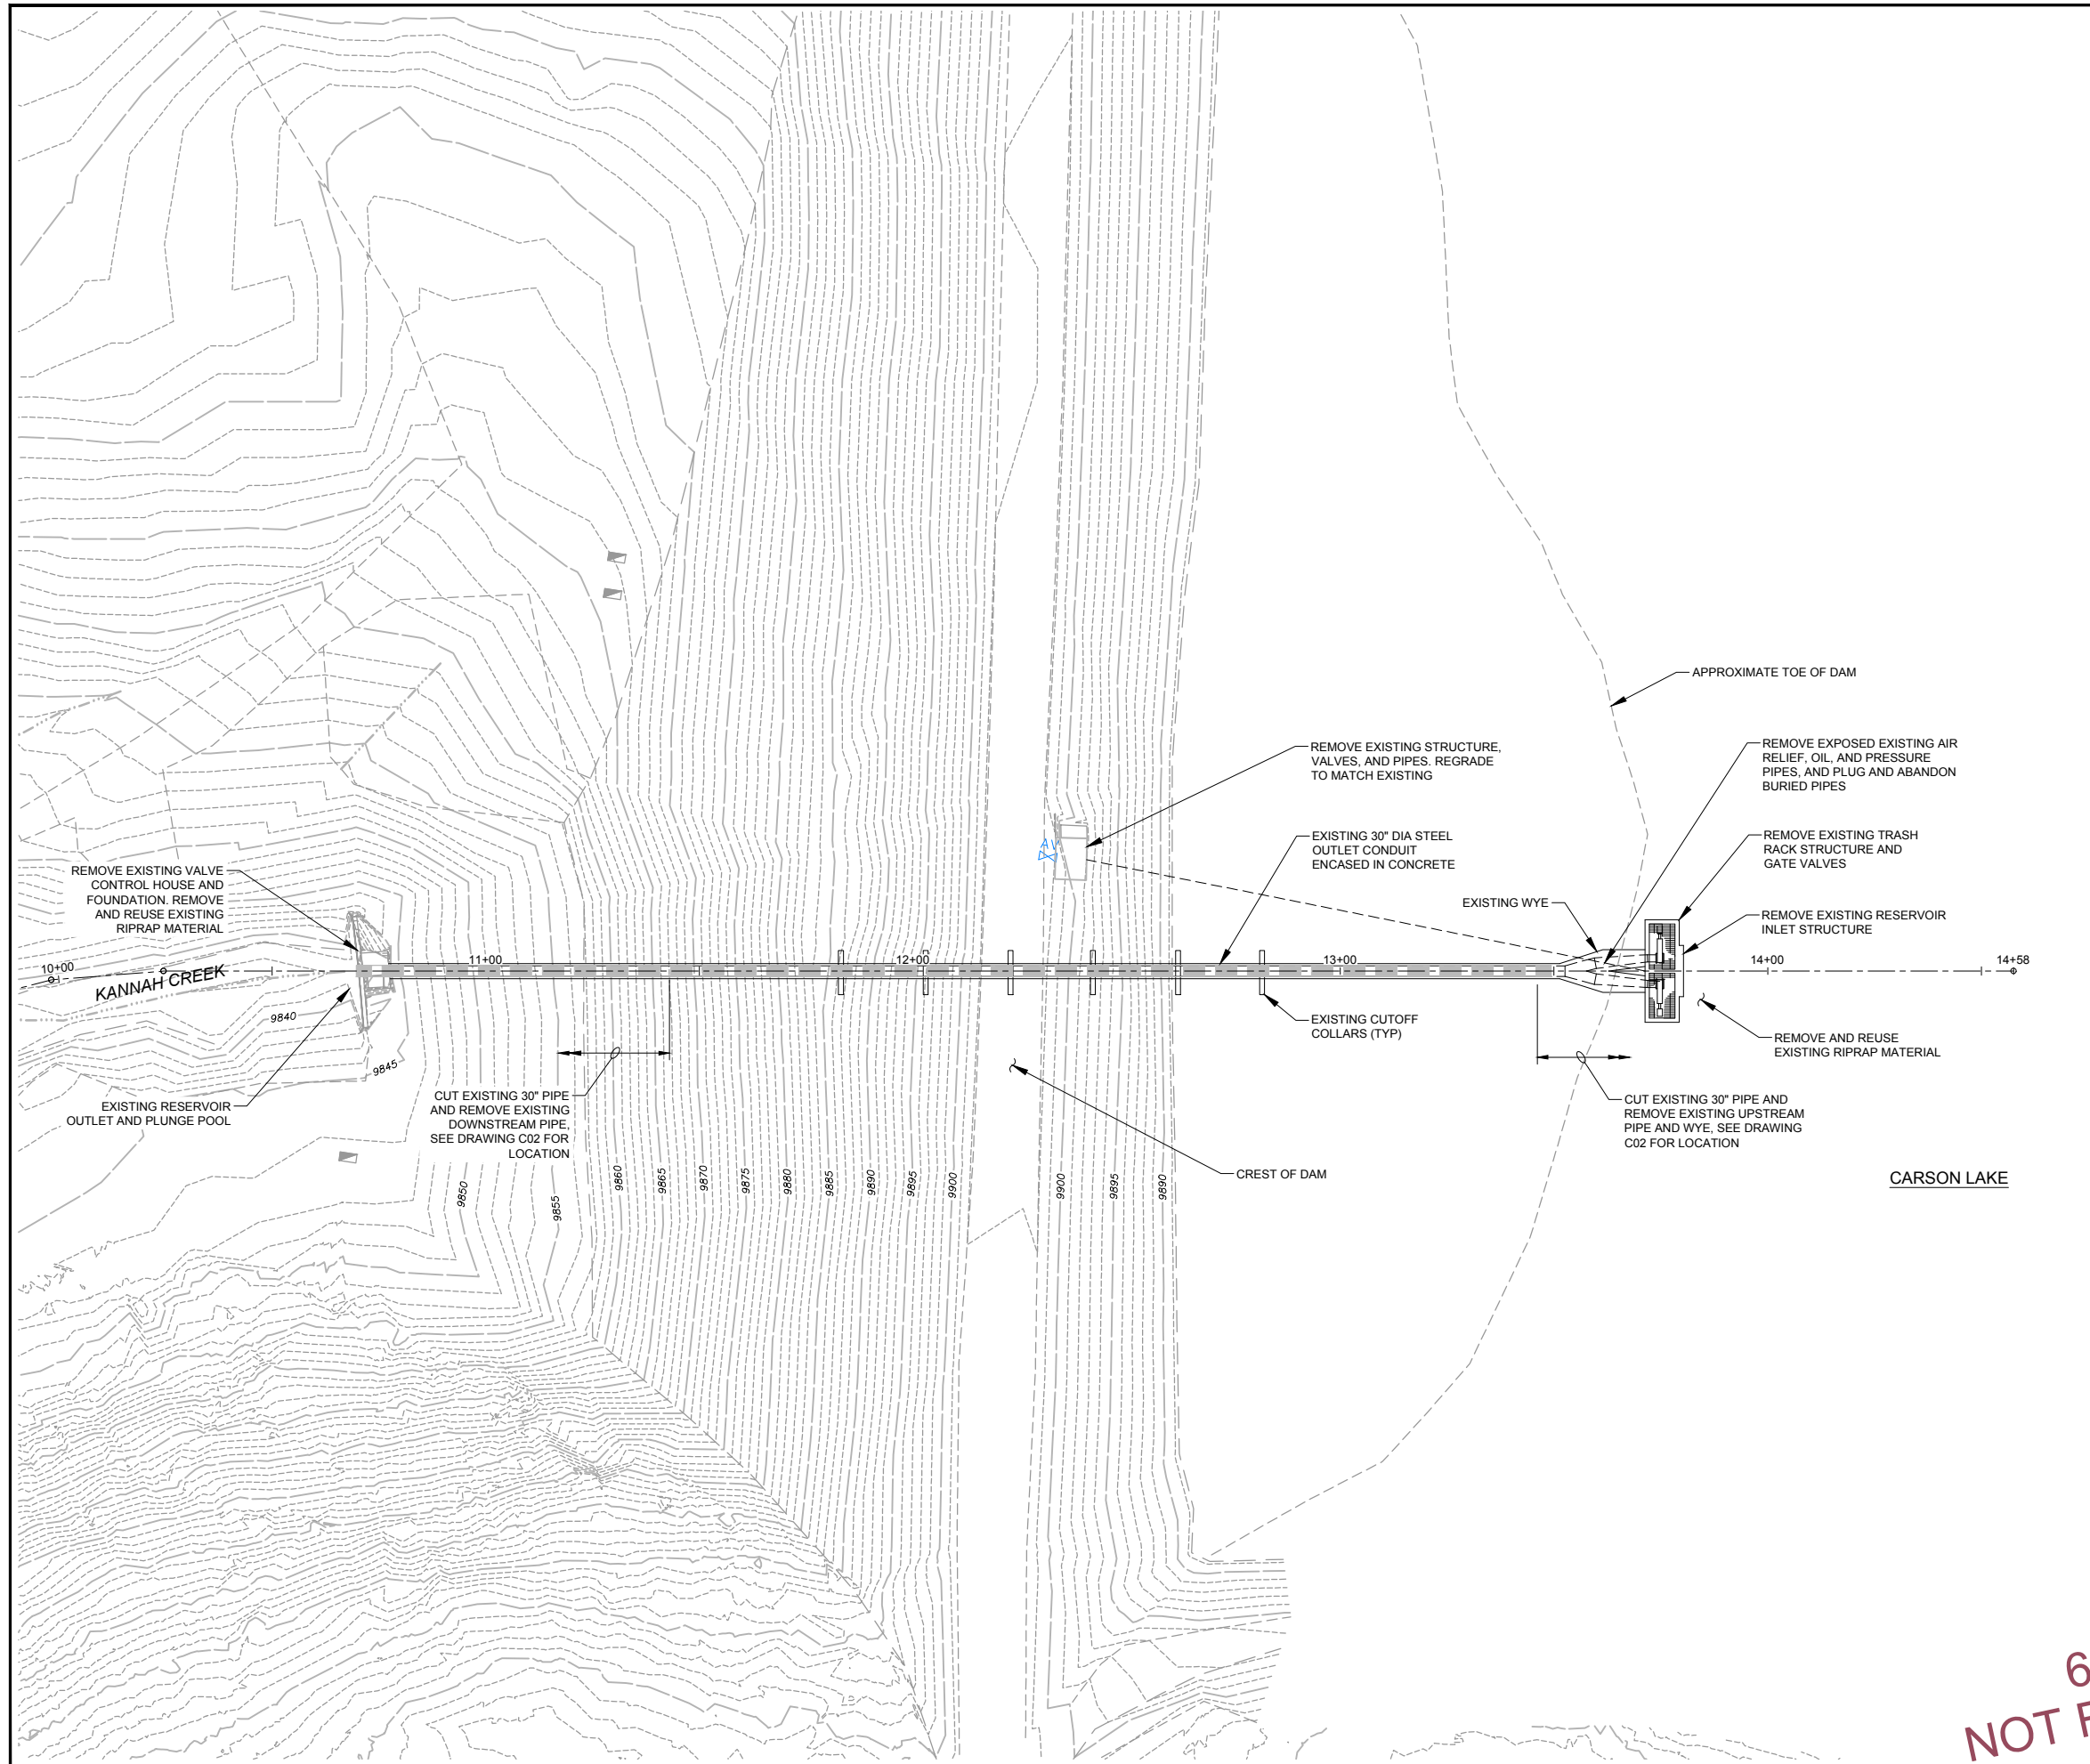 APPROXIMATE TOE OF DAM
REMOVE EXISTING STRUCTURE,
VALVES, AND PIPES. REGRADE
TO MATCH EXISTING
REMOVE EXPOSED EXISTING AIR
RELIEF, OIL, AND PRESSURE
PIPES, AND PLUG AND ABANDON
BURIED PIPES
EXISTING 30" DIA STEEL
OUTLET CONDUIT
ENCASED IN CONCRETE
REMOVE EXISTING TRASH
RACK STRUCTURE AND
GATE VALVES
AV
REMOVE EXISTING VALVE
CONTROL HOUSE AND
FOUNDATION. REMOVE
AND REUSE EXISTING
RIPRAP MATERIAL
EXISTING WYE
REMOVE EXISTING RESERVOIR
INLET STRUCTURE
10+00
11+00
12+00
13+00
14+00
14+58
KANNAH CREEK
9840
EXISTING CUTOFF
COLLARS (TYP)
REMOVE AND REUSE
EXISTING RIPRAP MATERIAL
9845
EXISTING RESERVOIR
OUTLET AND PLUNGE POOL
CUT EXISTING 30" PIPE
AND REMOVE EXISTING
DOWNSTREAM PIPE,
SEE DRAWING C02 FOR
LOCATION
CUT EXISTING 30" PIPE AND
REMOVE EXISTING UPSTREAM
PIPE AND WYE, SEE DRAWING
C02 FOR LOCATION
CREST OF DAM
CARSON LAKE
9850
9855
9860
9865
9870
9875
9880
9885
9890
9895
9900
9900
9895
9890
6
NOT